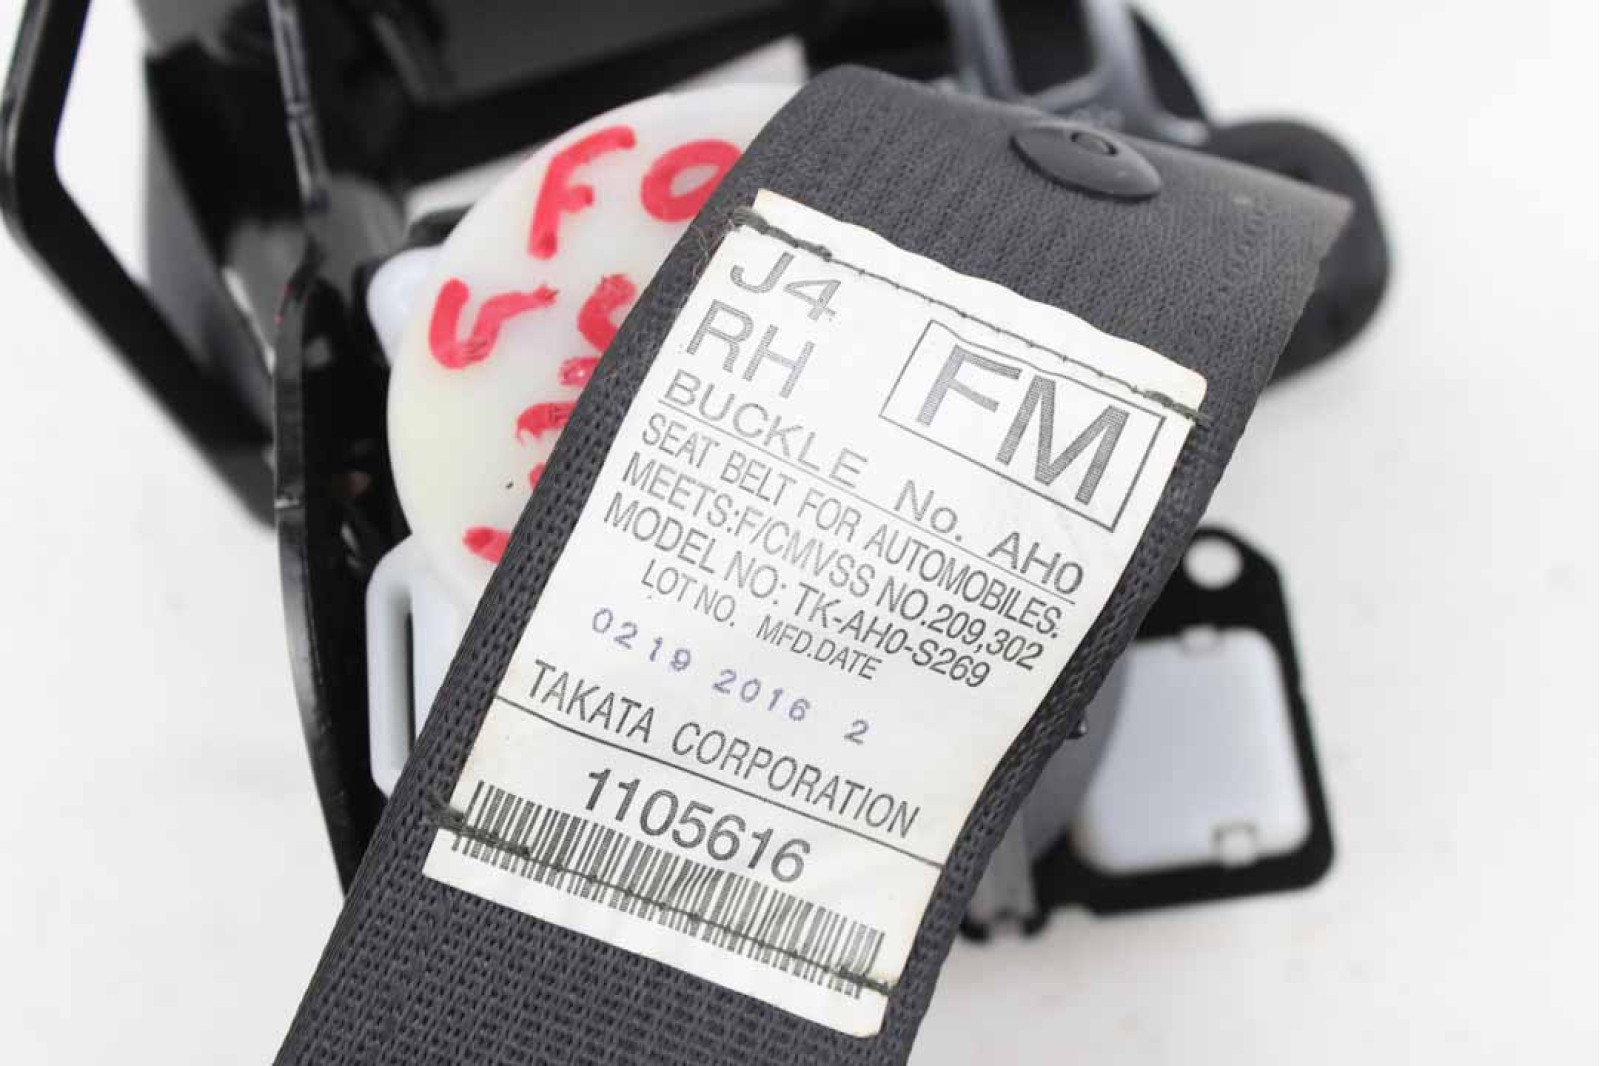 FO
J4
RH
FM
BUCKLE No. AH0
SEAT BELT FOR AUTOMOBILES.
MEETS:F/CMVSS NO.209,302
MODEL NO: TK-AH0-S269
LOT NO. MFD.DATE
0219 2016 2
TAKATA CORPORATION
1105616